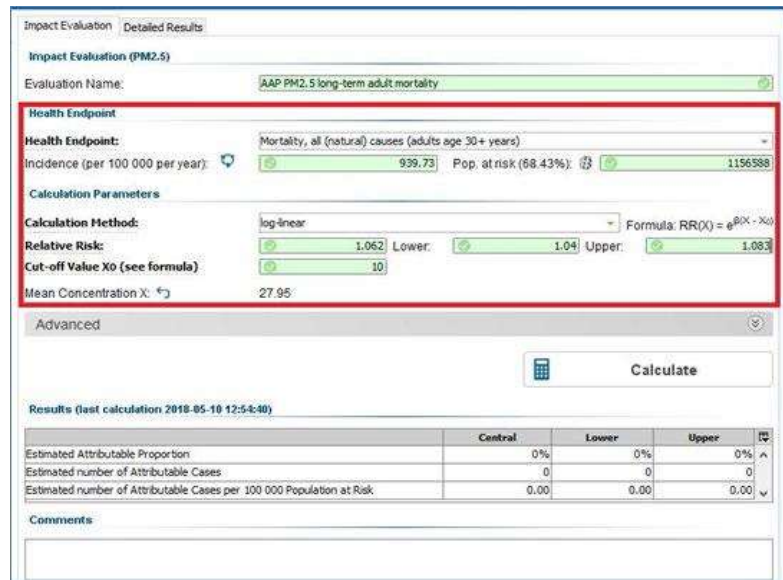 Impact Evaluation Detailed Results
Impact Evaluation (PM2.5)
Evaluation Name: AAP PM2.5 long-term adult mortality
Health Endpoint
Health Endpoint: Mortality, all (natural) causes (adults age 30+ years)
Incidence (per 100 000 per year): 939.73 Pop. at risk (68.43%): 1156588
Calculation Parameters
Calculation Method: log-linear Formula: RR(X) = e^β(X - X₀)
Relative Risk: 1.062 Lower: 1.04 Upper: 1.083
Cut-off Value Xo (see formula) 10
Mean Concentration X: 27.95
Advanced
Calculate
Results (last calculation 2018-05-10 12:54:40)
Central Lower Upper
Estimated Attributable Proportion 0% 0% 0%
Estimated number of Attributable Cases 0 0 0
Estimated number of Attributable Cases per 100 000 Population at Risk 0.00 0.00 0.00
Comments